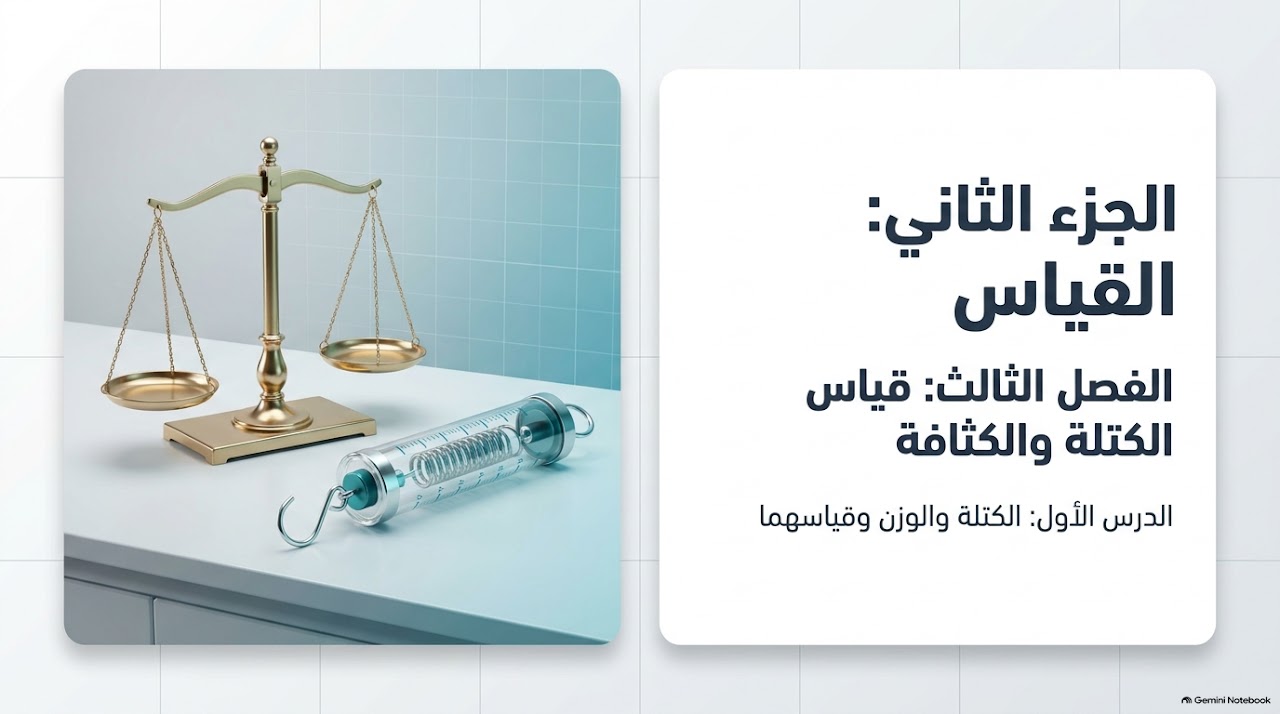 الجزء الثاني:
القياس
الفصل الثالث: قياس
الكتلة والكثافة
الدرس الأول: الكتلة والوزن وقياسهما
Gemini Notebook